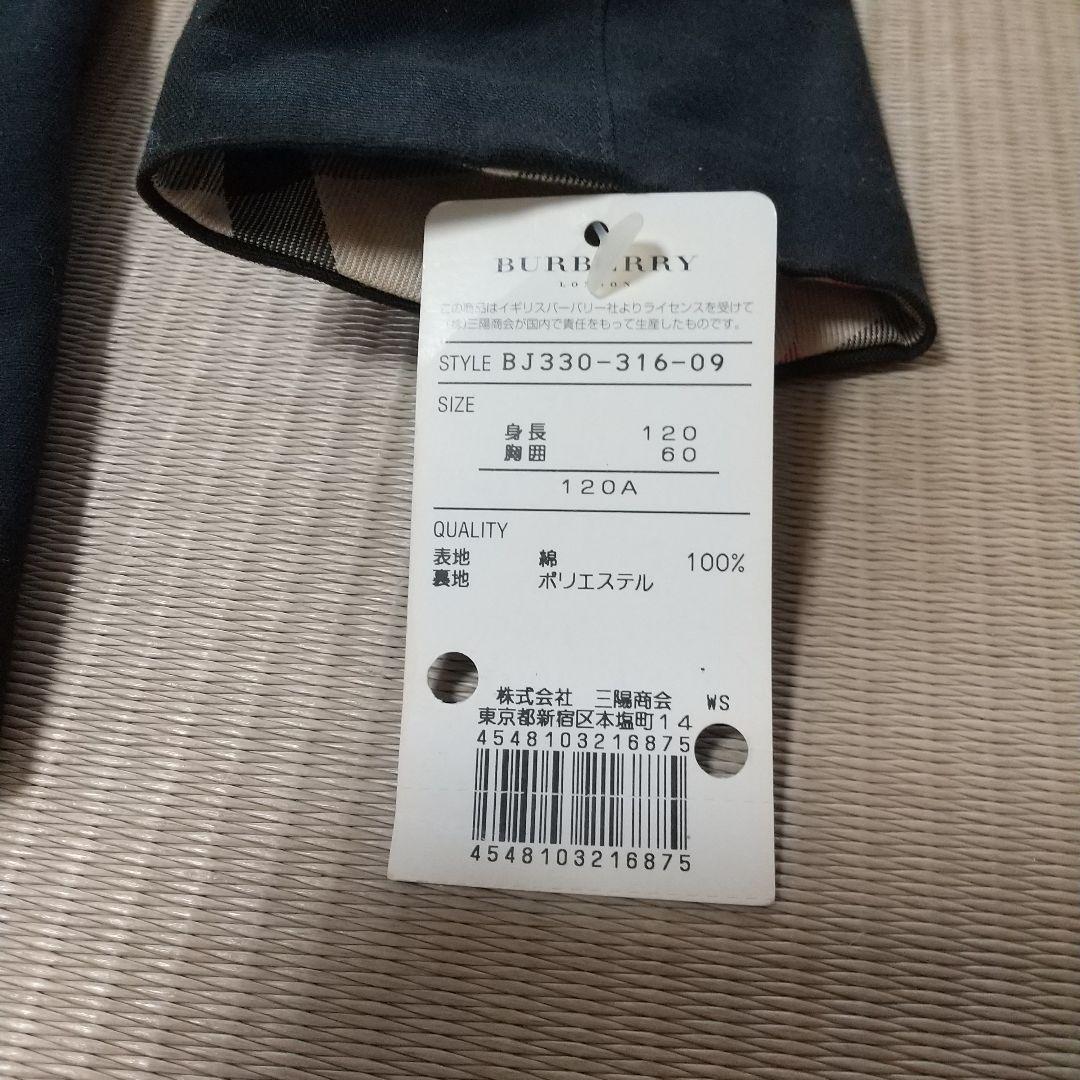 BURBERRY
LONDON
この商品はイギリスバーバリー社よりライセンスを受けて
(株)三陽商会が国内で責任をもって生産したものです。
STYLE BJ330-316-09
SIZE
身長 120
胸囲 60
120A
QUALITY
表地 綿 100%
裏地 ポリエステル
株式会社 三陽商会 WS
東京都新宿区本塩町14
4548103216875
4548103216875